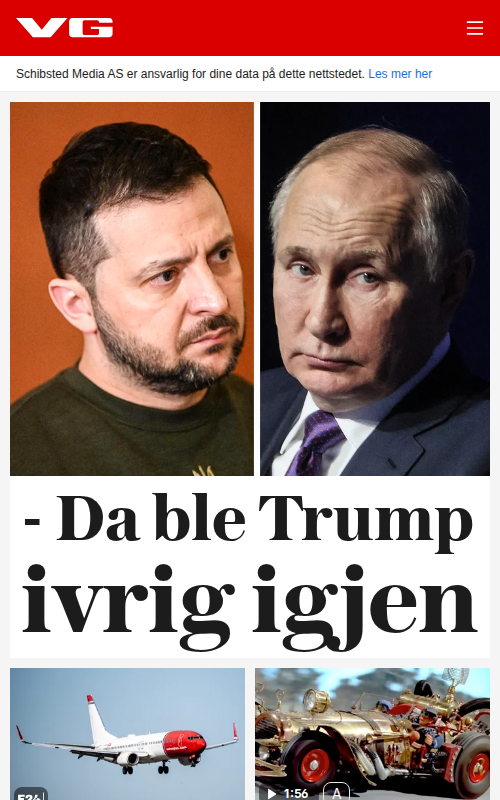 VG
Schibsted Media AS er ansvarlig for dine data på dette nettstedet. Les mer her
- Da ble Trump
ivrig igjen
E24
1:56
A